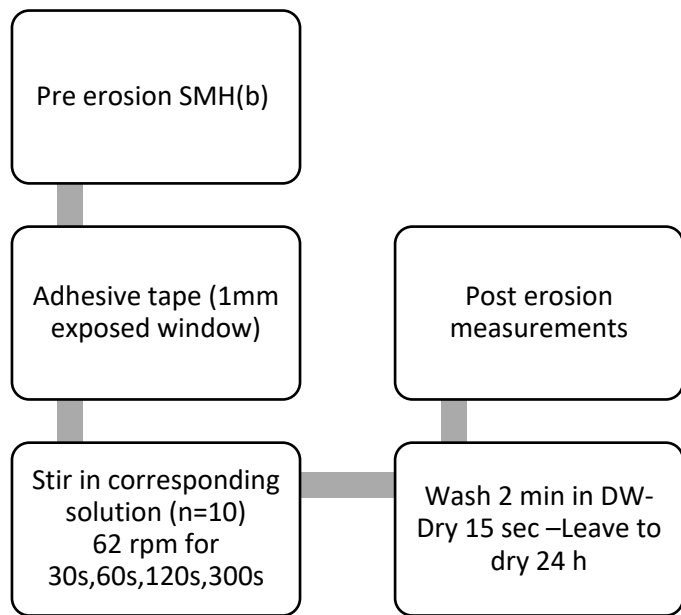 Pre erosion SMH(b)
Adhesive tape (1mm
exposed window)
Stir in corresponding
solution (n=10)
62 rpm for
30s,60s,120s,300s
Wash 2 min in DW-
Dry 15 sec –Leave to
dry 24 h
Post erosion
measurements